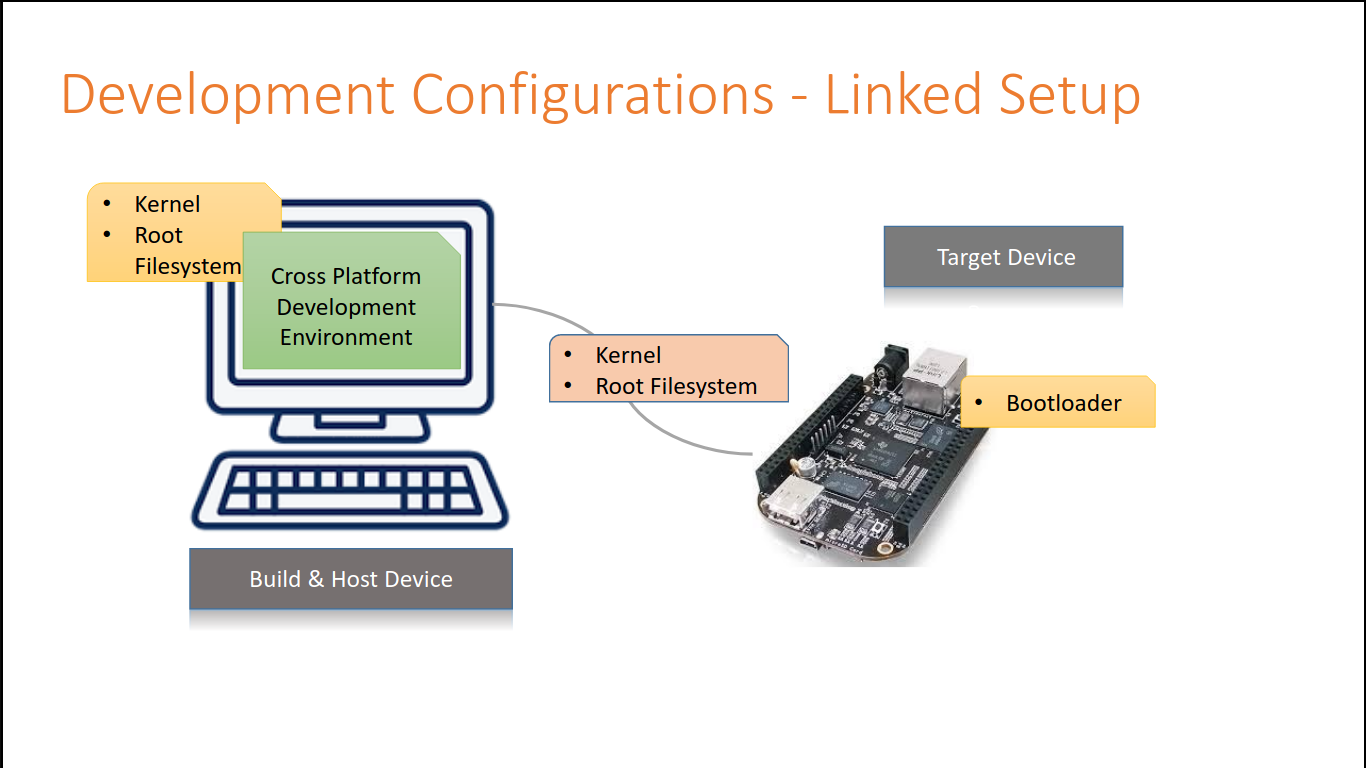 Development Configurations - Linked Setup
• Kernel
• Root
Filesystem
Cross Platform
Development
Environment
• Kernel
• Root Filesystem
Target Device
• Bootloader
Build & Host Device